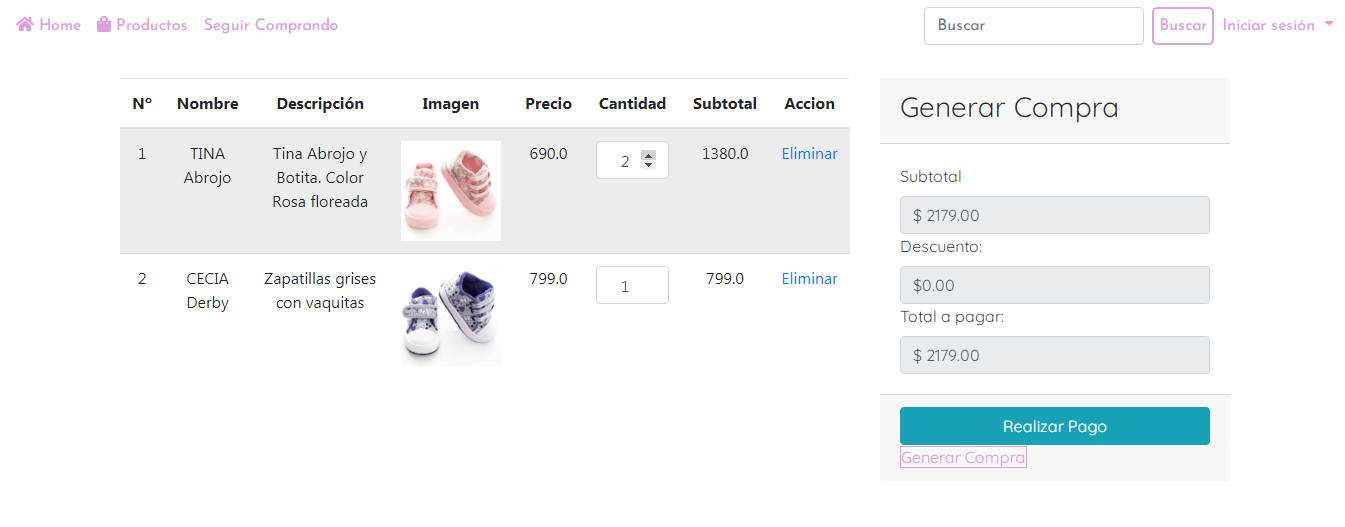 Home Productos Seguir Comprando Buscar Buscar Iniciar sesión
Nº Nombre Descripción Imagen Precio Cantidad Subtotal Accion
1 TINA Abrojo Tina Abrojo y Botita. Color Rosa floreada 690.0 2 1380.0 Eliminar
2 CECIA Derby Zapatillas grises con vaquitas 799.0 1 799.0 Eliminar
Generar Compra
Subtotal
$ 2179.00
Descuento:
$0.00
Total a pagar:
$ 2179.00
Realizar Pago
Generar Compra